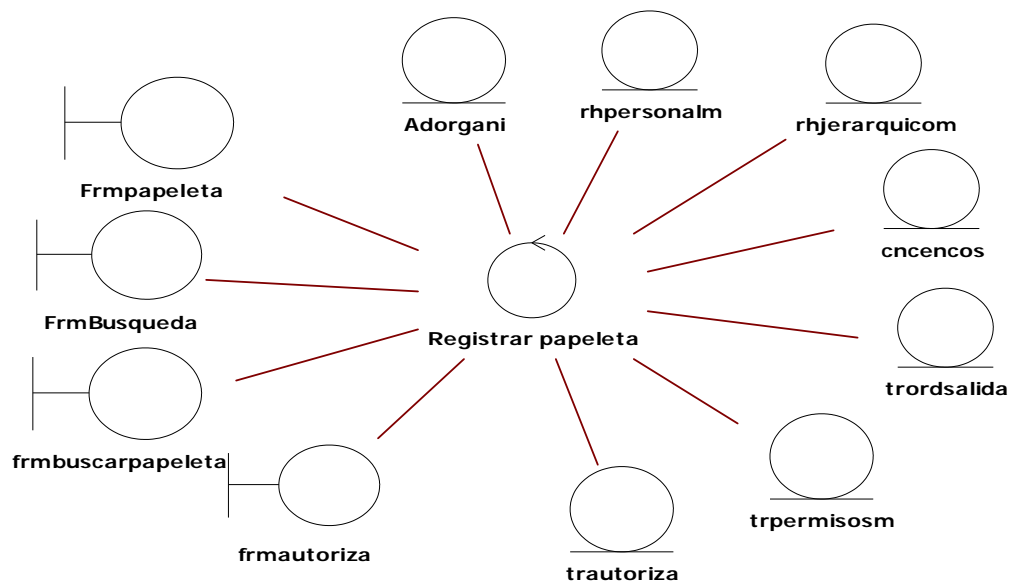 Adorgani
rhpersonalm
rhjerarquicom
Frmpapeleta
cncencos
FrmBusqueda
Registrar papeleta
trordsalida
frmbuscarpapeleta
trpermisosm
frmautoriza
trautoriza